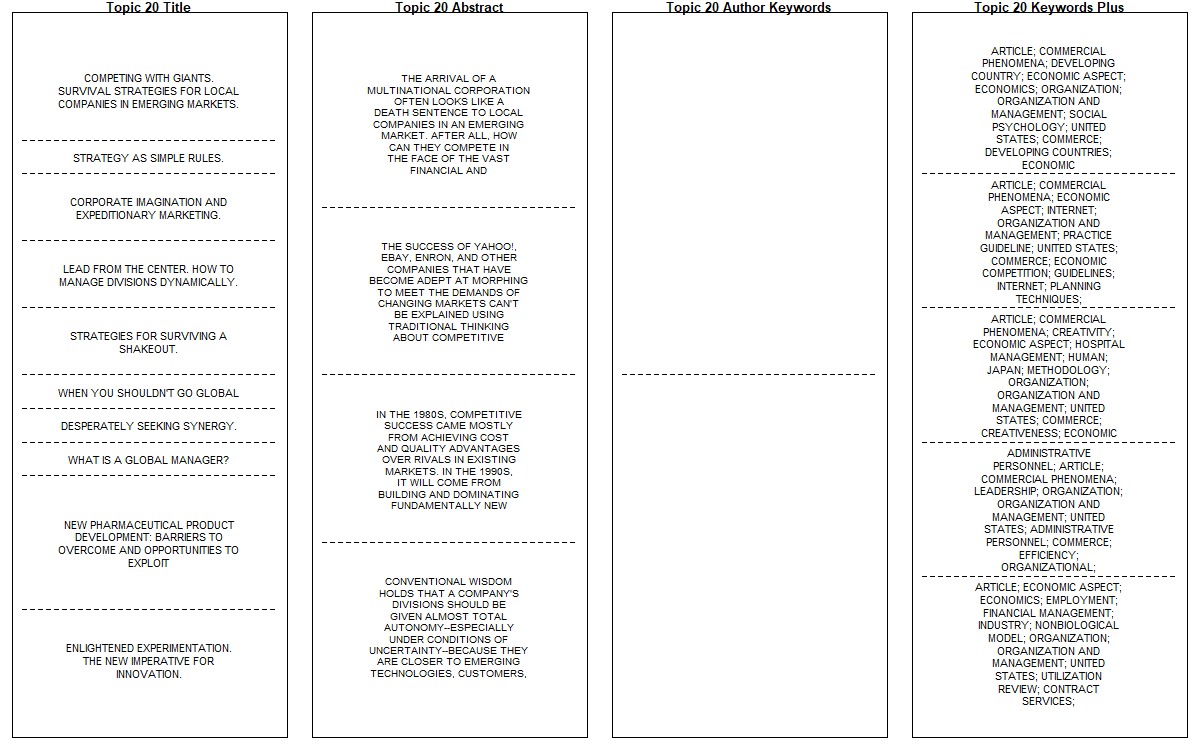 Topic 20 Title
COMPETING WITH GIANTS.
SURVIVAL STRATEGIES FOR LOCAL
COMPANIES IN EMERGING MARKETS.
STRATEGY AS SIMPLE RULES.
CORPORATE IMAGINATION AND
EXPEDITIONARY MARKETING.
LEAD FROM THE CENTER. HOW TO
MANAGE DIVISIONS DYNAMICALLY.
STRATEGIES FOR SURVIVING A
SHAKEOUT.
WHEN YOU SHOULDN'T GO GLOBAL
DESPERATELY SEEKING SYNERGY.
WHAT IS A GLOBAL MANAGER?
NEW PHARMACEUTICAL PRODUCT
DEVELOPMENT: BARRIERS TO
OVERCOME AND OPPORTUNITIES TO
EXPLOIT
ENLIGHTENED EXPERIMENTATION.
THE NEW IMPERATIVE FOR
INNOVATION.
Topic 20 Abstract
THE ARRIVAL OF A
MULTINATIONAL CORPORATION
OFTEN LOOKS LIKE A
DEATH SENTENCE TO LOCAL
COMPANIES IN AN EMERGING
MARKET. AFTER ALL, HOW
CAN THEY COMPETE IN
THE FACE OF THE VAST
FINANCIAL AND
THE SUCCESS OF YAHOO!,
EBAY, ENRON, AND OTHER
COMPANIES THAT HAVE
BECOME ADEPT AT MORPHING
TO MEET THE DEMANDS OF
CHANGING MARKETS CAN'T
BE EXPLAINED USING
TRADITIONAL THINKING
ABOUT COMPETITIVE
IN THE 1980S, COMPETITIVE
SUCCESS CAME MOSTLY
FROM ACHIEVING COST
AND QUALITY ADVANTAGES
OVER RIVALS IN EXISTING
MARKETS. IN THE 1990S,
IT WILL COME FROM
BUILDING AND DOMINATING
FUNDAMENTALLY NEW
CONVENTIONAL WISDOM
HOLDS THAT A COMPANY'S
DIVISIONS SHOULD BE
GIVEN ALMOST TOTAL
AUTONOMY--ESPECIALLY
UNDER CONDITIONS OF
UNCERTAINTY--BECAUSE THEY
ARE CLOSER TO EMERGING
TECHNOLOGIES, CUSTOMERS,
Topic 20 Author Keywords
Topic 20 Keywords Plus
ARTICLE; COMMERCIAL
PHENOMENA; DEVELOPING
COUNTRY; ECONOMIC ASPECT;
ECONOMICS; ORGANIZATION;
ORGANIZATION AND
MANAGEMENT; SOCIAL
PSYCHOLOGY; UNITED
STATES; COMMERCE;
DEVELOPING COUNTRIES;
ECONOMIC
ARTICLE; COMMERCIAL
PHENOMENA; ECONOMIC
ASPECT; INTERNET;
ORGANIZATION AND
MANAGEMENT; PRACTICE
GUIDELINE; UNITED STATES;
COMMERCE; ECONOMIC
COMPETITION; GUIDELINES;
INTERNET; PLANNING
TECHNIQUES;
ARTICLE; COMMERCIAL
PHENOMENA; CREATIVITY;
ECONOMIC ASPECT; HOSPITAL
MANAGEMENT; HUMAN;
JAPAN; METHODOLOGY;
ORGANIZATION;
ORGANIZATION AND
MANAGEMENT; UNITED
STATES; COMMERCE;
CREATIVENESS; ECONOMIC
ADMINISTRATIVE
PERSONNEL; ARTICLE;
COMMERCIAL PHENOMENA;
LEADERSHIP; ORGANIZATION;
ORGANIZATION AND
MANAGEMENT; UNITED
STATES; ADMINISTRATIVE
PERSONNEL; COMMERCE;
EFFICIENCY;
ORGANIZATIONAL;
ARTICLE; ECONOMIC ASPECT;
ECONOMICS; EMPLOYMENT;
FINANCIAL MANAGEMENT;
INDUSTRY; NONBIOLOGICAL
MODEL; ORGANIZATION;
ORGANIZATION AND
MANAGEMENT; UNITED
STATES; UTILIZATION
REVIEW; CONTRACT
SERVICES;